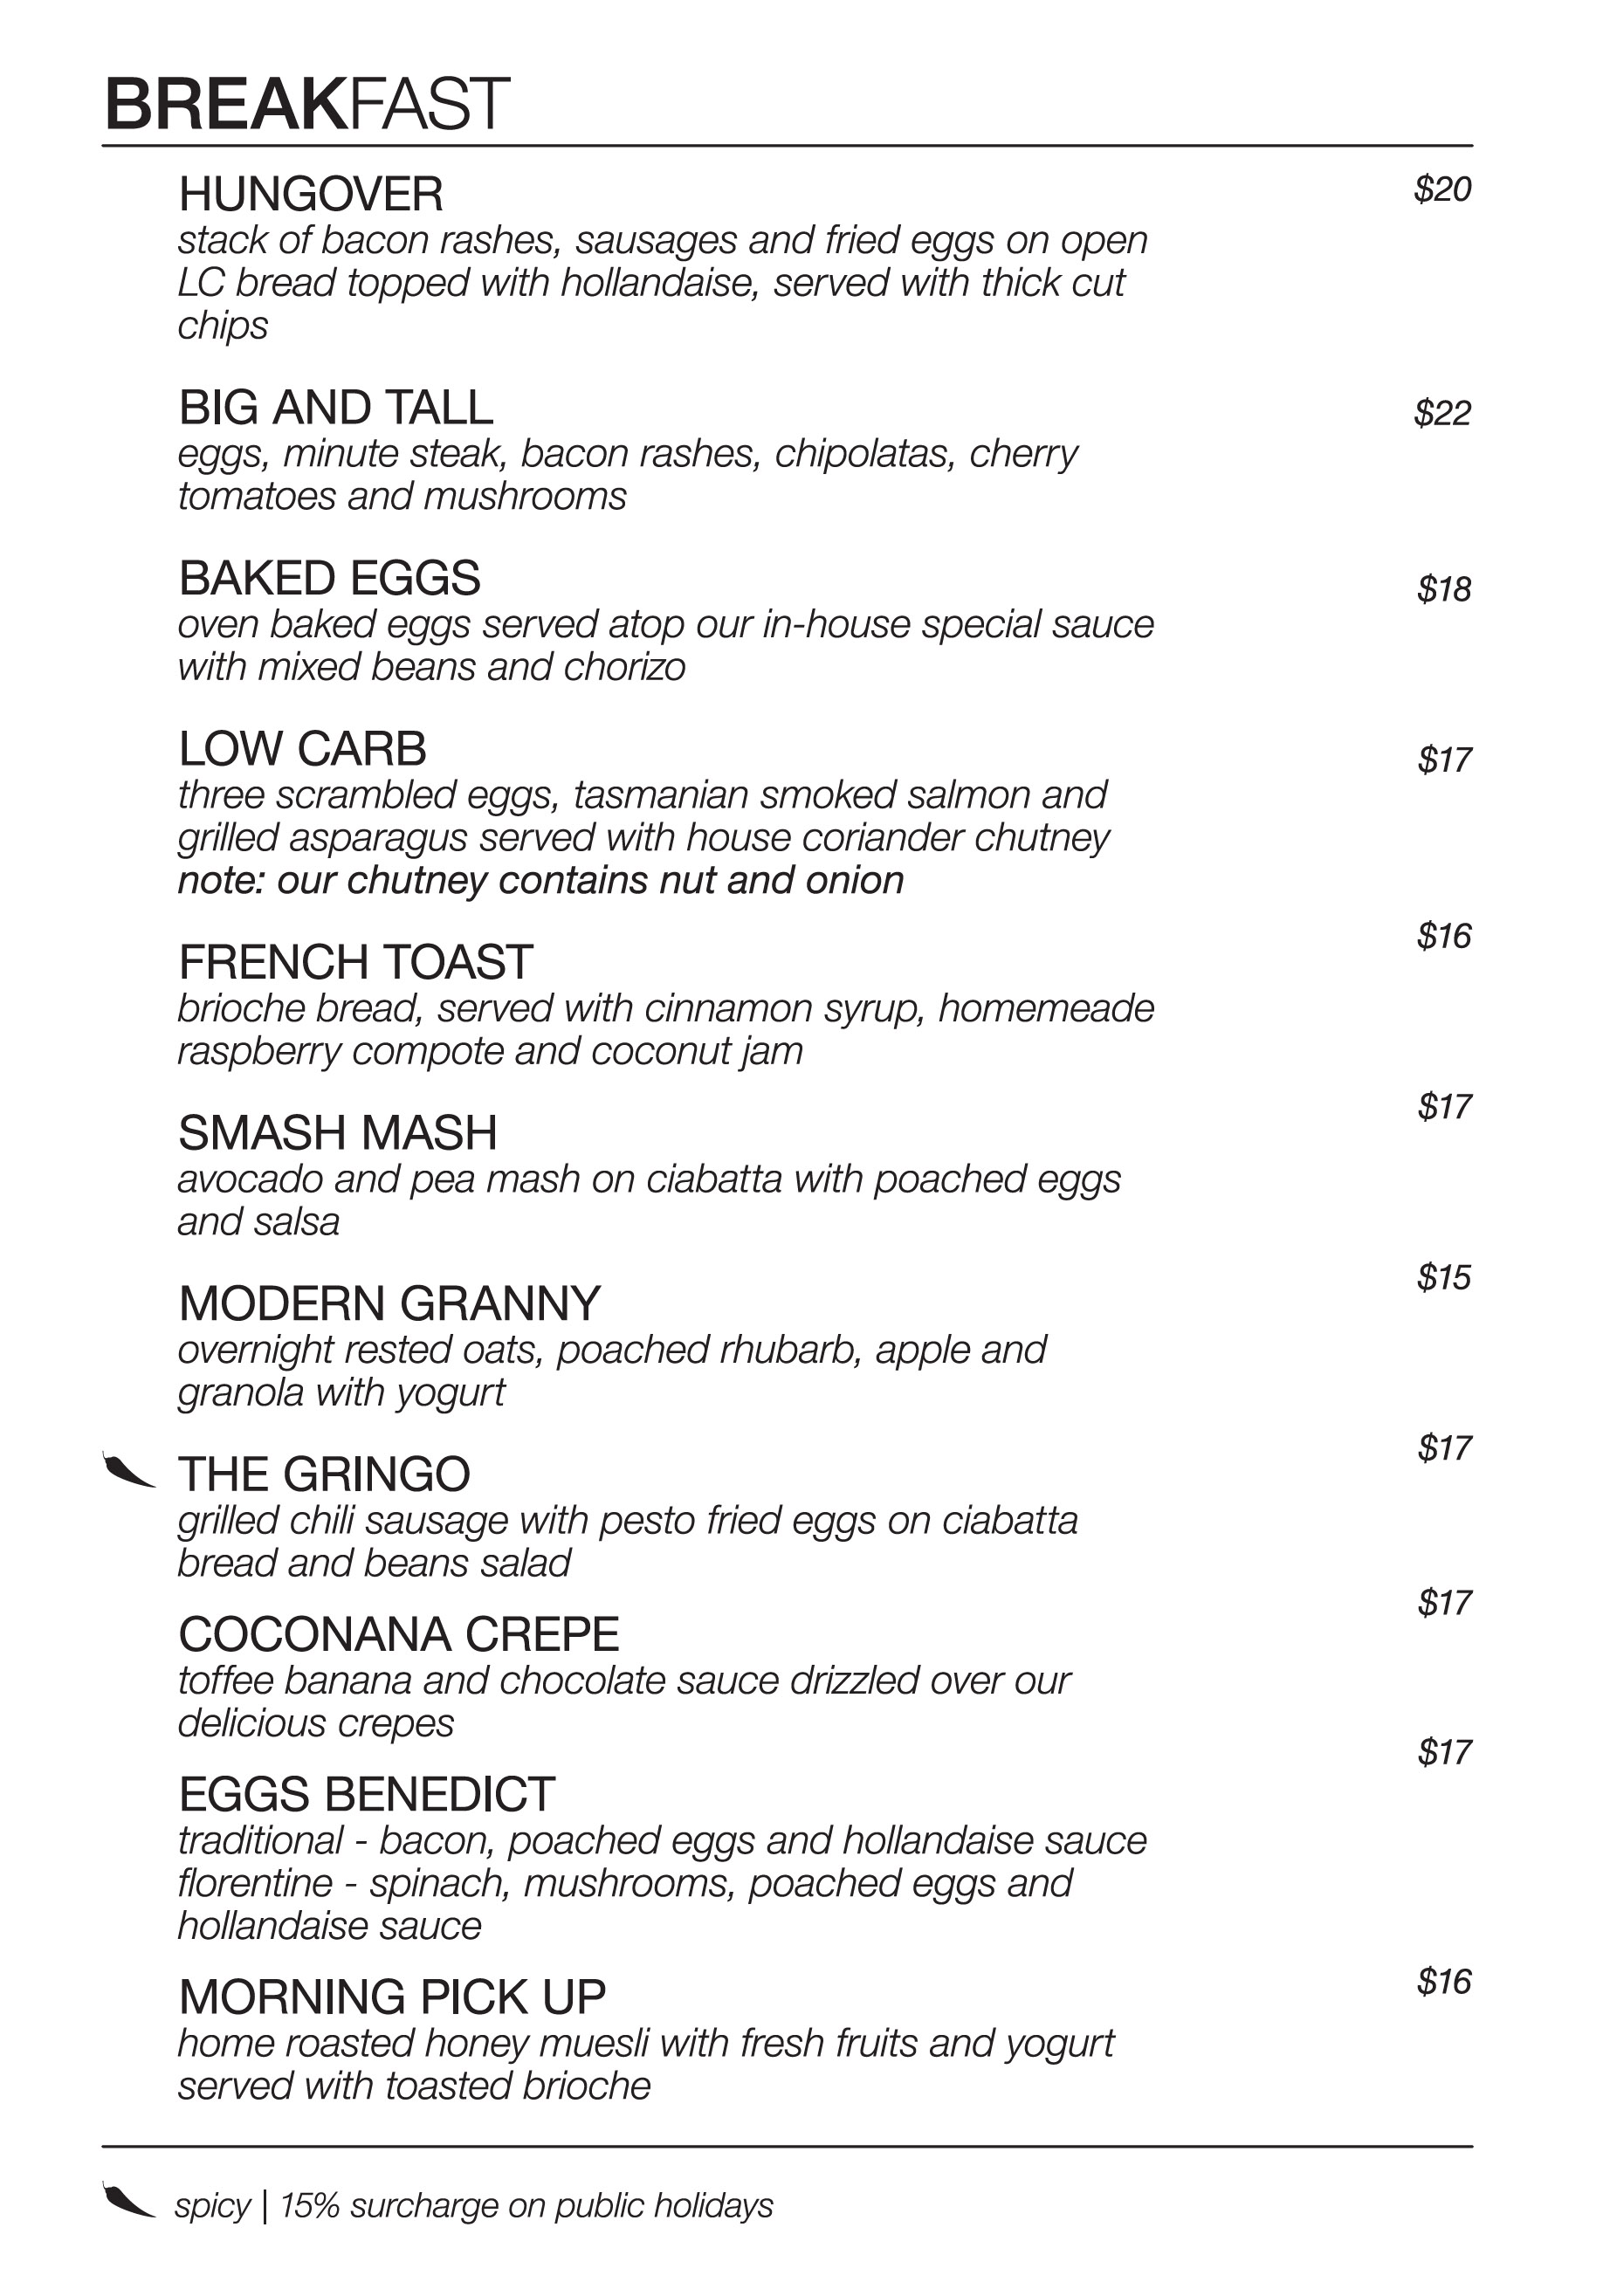 BREAKFAST
HUNGOVER $20
stack of bacon rashes, sausages and fried eggs on open
LC bread topped with hollandaise, served with thick cut
chips
BIG AND TALL $22
eggs, minute steak, bacon rashes, chipolatas, cherry
tomatoes and mushrooms
BAKED EGGS $18
oven baked eggs served atop our in-house special sauce
with mixed beans and chorizo
LOW CARB $17
three scrambled eggs, tasmanian smoked salmon and
grilled asparagus served with house coriander chutney
note: our chutney contains nut and onion
FRENCH TOAST $16
brioche bread, served with cinnamon syrup, homemeade
raspberry compote and coconut jam
SMASH MASH $17
avocado and pea mash on ciabatta with poached eggs
and salsa
MODERN GRANNY $15
overnight rested oats, poached rhubarb, apple and
granola with yogurt
THE GRINGO $17
grilled chili sausage with pesto fried eggs on ciabatta
bread and beans salad
COCONANA CREPE $17
toffee banana and chocolate sauce drizzled over our
delicious crepes
EGGS BENEDICT $17
traditional - bacon, poached eggs and hollandaise sauce
florentine - spinach, mushrooms, poached eggs and
hollandaise sauce
MORNING PICK UP $16
home roasted honey muesli with fresh fruits and yogurt
served with toasted brioche
spicy | 15% surcharge on public holidays